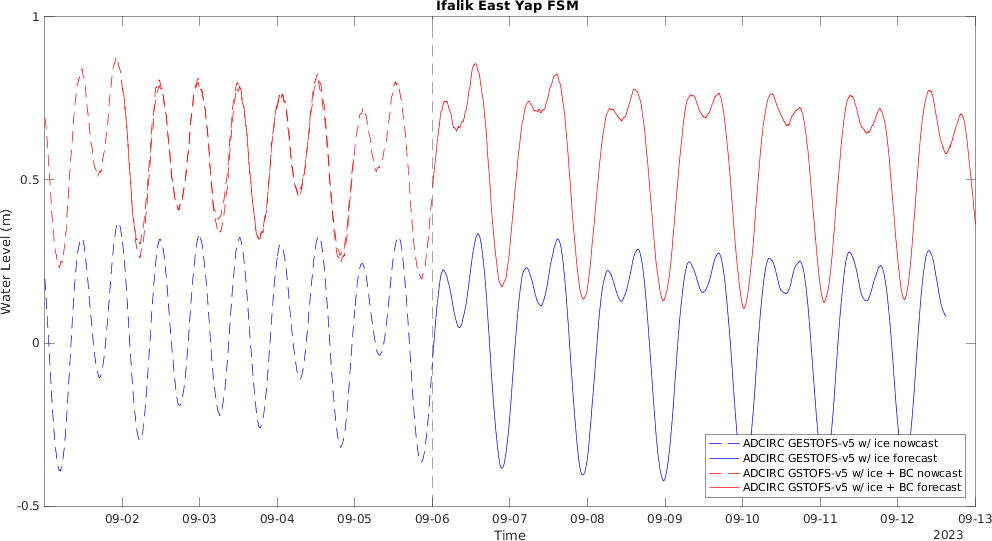 Ifalik East Yap FSM
1
0.5
0
-0.5
Water Level (m)
ADCIRC GESTOFS-v5 w/ ice nowcast
ADCIRC GESTOFS-v5 w/ ice forecast
ADCIRC GSTOFS-v5 w/ ice + BC nowcast
ADCIRC GSTOFS-v5 w/ ice + BC forecast
09-02 09-03 09-04 09-05 09-06 09-07 09-08 09-09 09-10 09-11 09-12 09-13
Time
2023